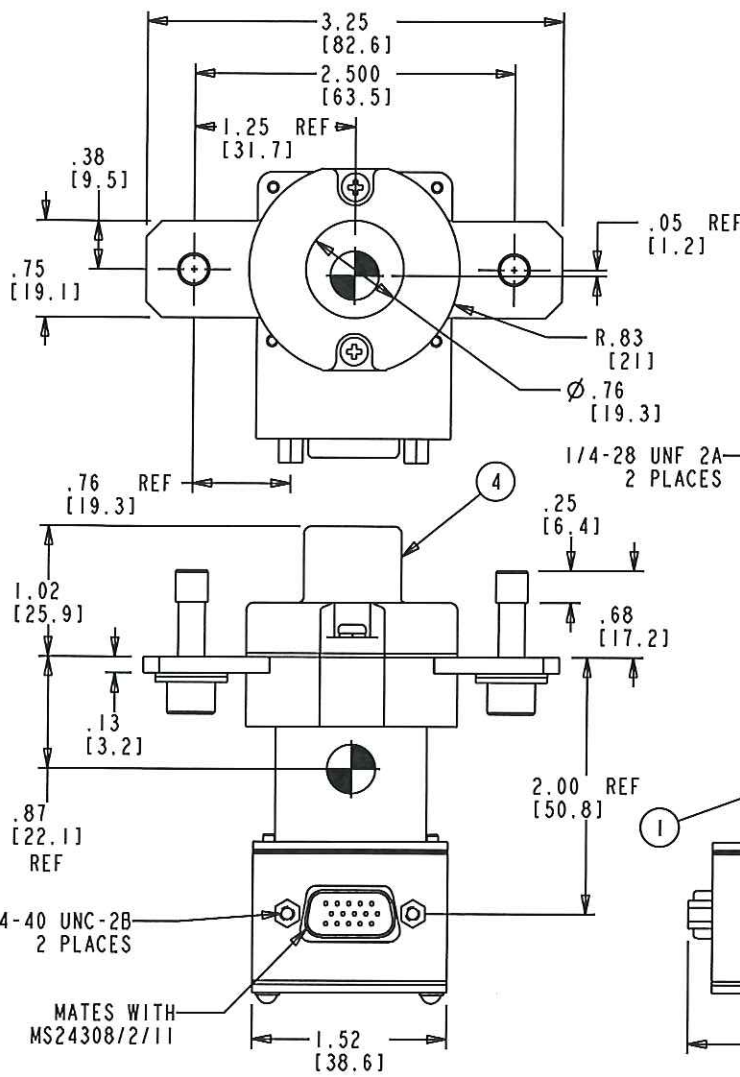 3.25
[82.6]
2.500
[63.5]
1.25 REF
[31.7]
.38
[9.5]
.05 REF
[1.2]
.75
[19.1]
R.83
[21]
Ø.76
[19.3]
1/4-28 UNF 2A
2 PLACES
.76 REF
[19.3]
4
.25
[6.4]
1.02
[25.9]
.68
[17.2]
.13
[3.2]
2.00 REF
[50.8]
.87
[22.1]
REF
1
4-40 UNC-2B
2 PLACES
MATES WITH
MS24308/2/11
1.52
[38.6]